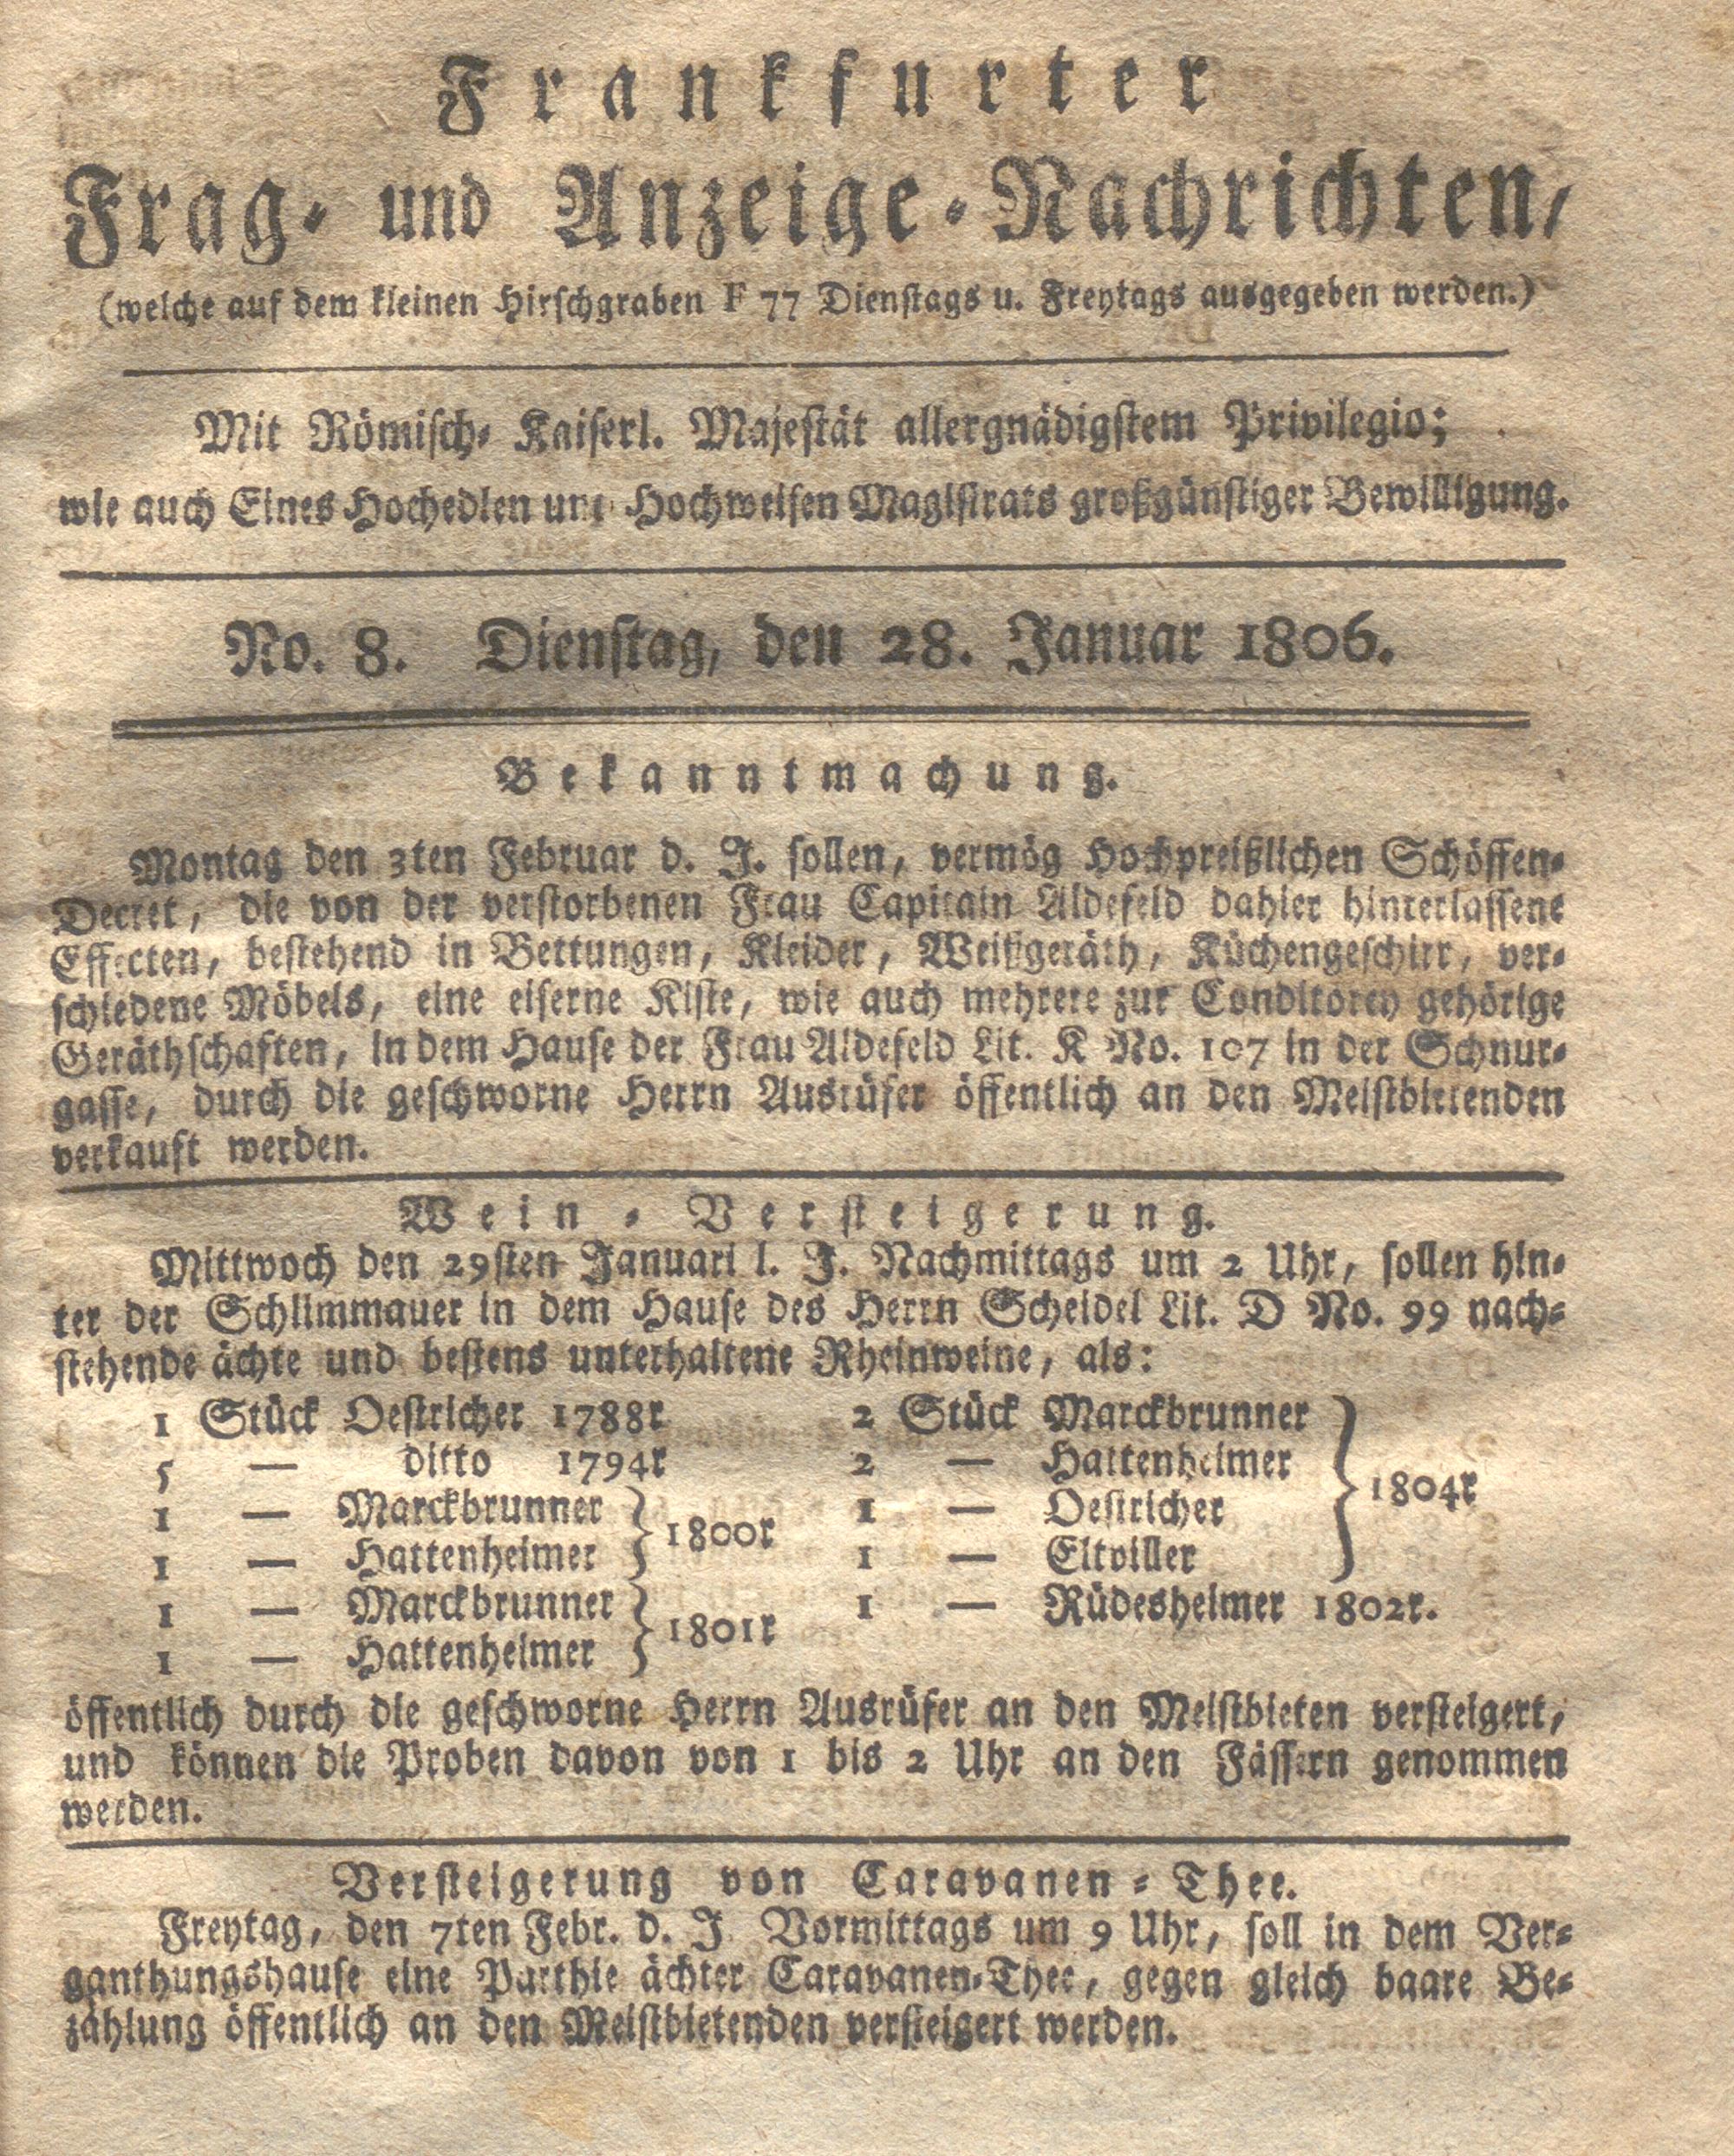 Frankfurter
Frag- und Anzeige-Nachrichten,
(welche auf dem kleinen Hirschgraben F 77 Dienstags u. Freytags ausgegeben werden.)
Mit Römisch- Kaiserl. Majestät allergnädigstem Privilegio;
wie auch Eines Hochedlen und Hochweisen Magistrats großgünstiger Bewilligung.
No. 8. Dienstag, den 28. Januar 1806.
Bekanntmachung.
Montag den 3ten Februar d. J. sollen, vermög Hochpreißlichen Schöffen-
Decret, die von der verstorbenen Frau Capitain Aldefeld dahier hinterlassene
Effecten, bestehend in Bettungen, Kleider, Weißgeräth, Küchengeschirr, ver-
schiedene Möbels, eine eiserne Kiste, wie auch mehrere zur Conditorey gehörige
Geräthschaften, in dem Hause der Frau Aldefeld Lit. K No. 107 in der Schnur-
gasse, durch die geschworne Herrn Ausrüfer öffentlich an den Meistbietenden
verkauft werden.
Wein-Versteigerung.
Mittwoch den 29sten Januari l. J. Nachmittags um 2 Uhr, sollen hin-
ter der Schlimmauer in dem Hause des Herrn Scheidel Lit. D No. 99 nach-
stehende ächte und bestens unterhaltene Rheinweine, als:
1 Stück Oestricher 1788r
5 — ditto 1794r
1 — Marckbrunner
1 — Hattenheimer } 1800r
1 — Marckbrunner
1 — Hattenheimer } 1801r
2 Stück Marckbrunner
2 — Hattenheimer
1 — Oestricher
1 — Eltviller } 1804r
1 — Rüdesheimer 1802r.
öffentlich durch die geschworne Herrn Ausrüfer an den Meistbieten versteigert,
und können die Proben davon von 1 bis 2 Uhr an den Fässern genommen
werden.
Versteigerung von Caravanen-Thee.
Freytag, den 7ten Febr. d. J Vormittags um 9 Uhr, soll in dem Ver-
ganthungshause eine Parthie ächter Caravanen-Thee, gegen gleich baare Be-
zahlung öffentlich an den Meistbietenden versteigert werden.